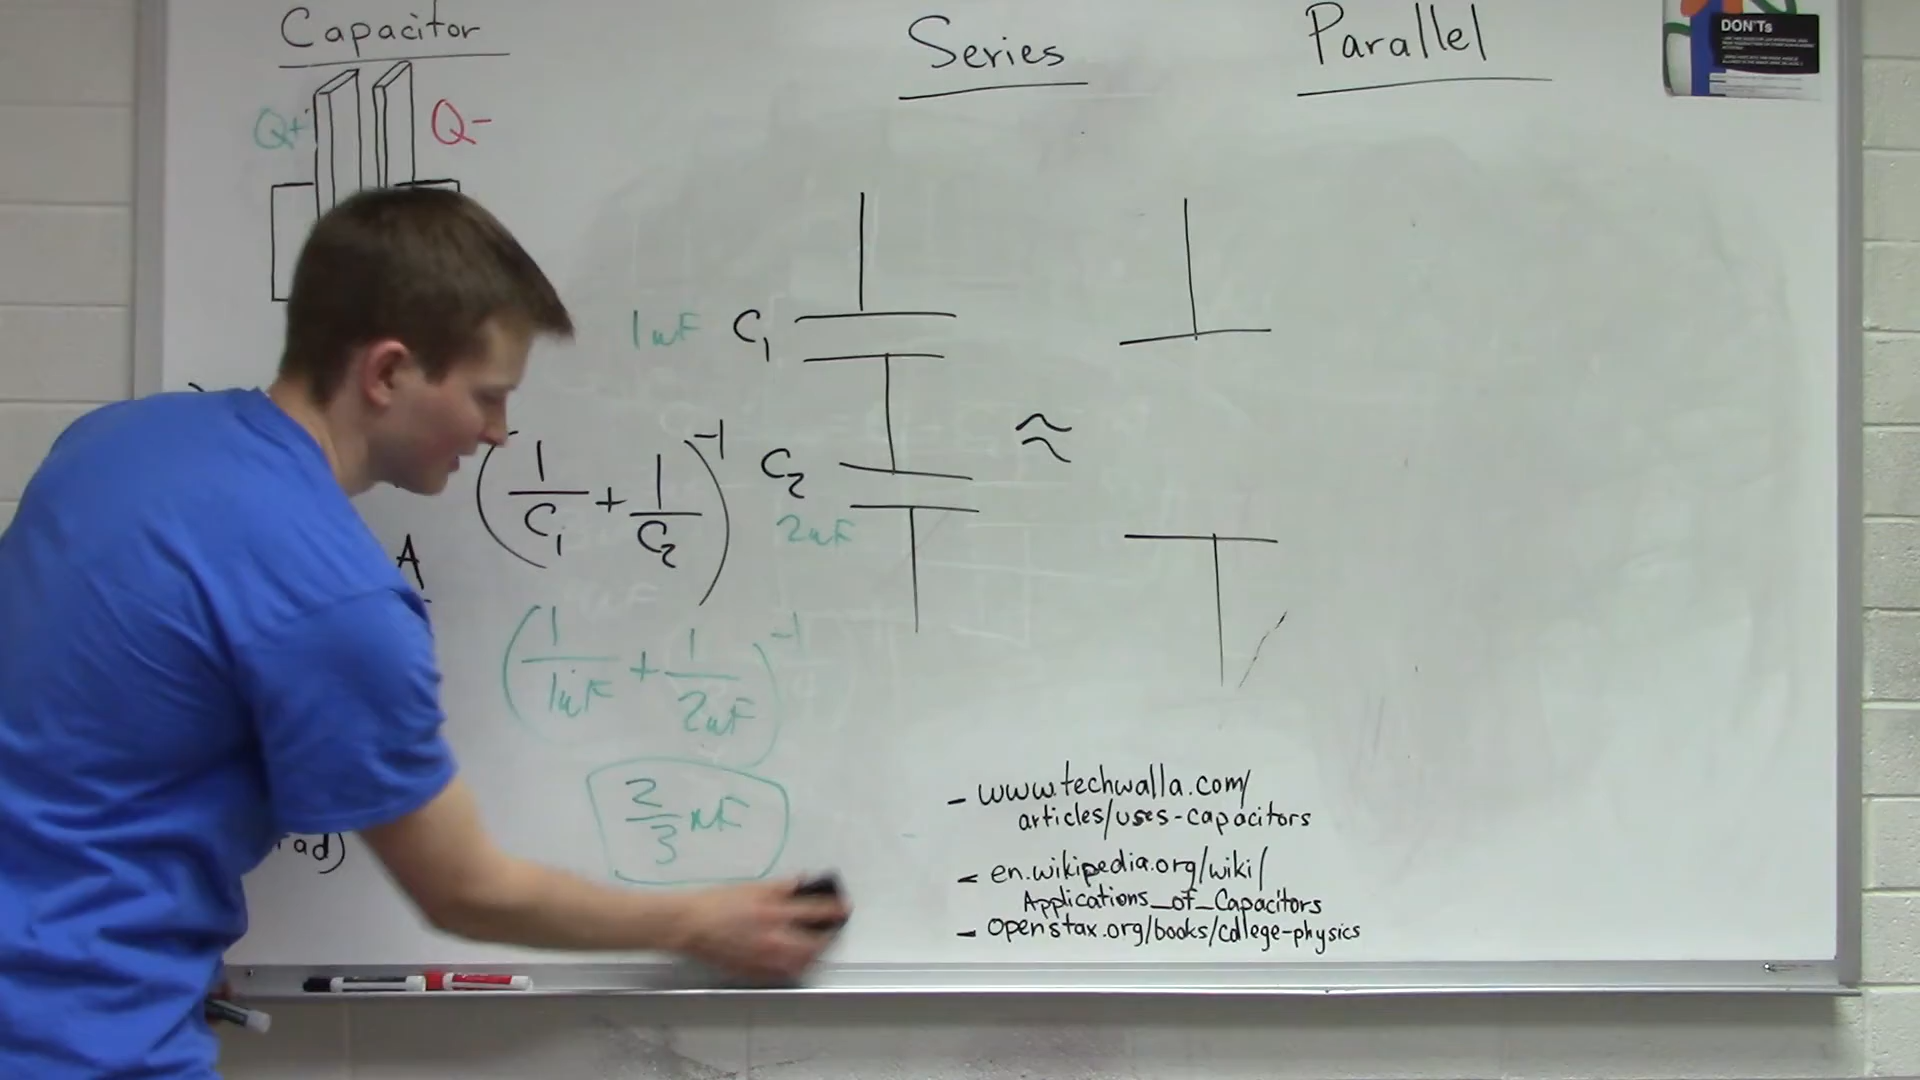 Capacitor
Series
Parallel
DON'Ts
Q+
Q-
1uF
C1
(1/C1 + 1/C2)^-1
C2
≈
2uF
A
(1/1uF + 1/2uF)^-1
2/3 uF
rad)
- www.techwalla.com/
articles/uses-capacitors
- en.wikipedia.org/wiki/
Applications_of_Capacitors
- openstax.org/books/college-physics